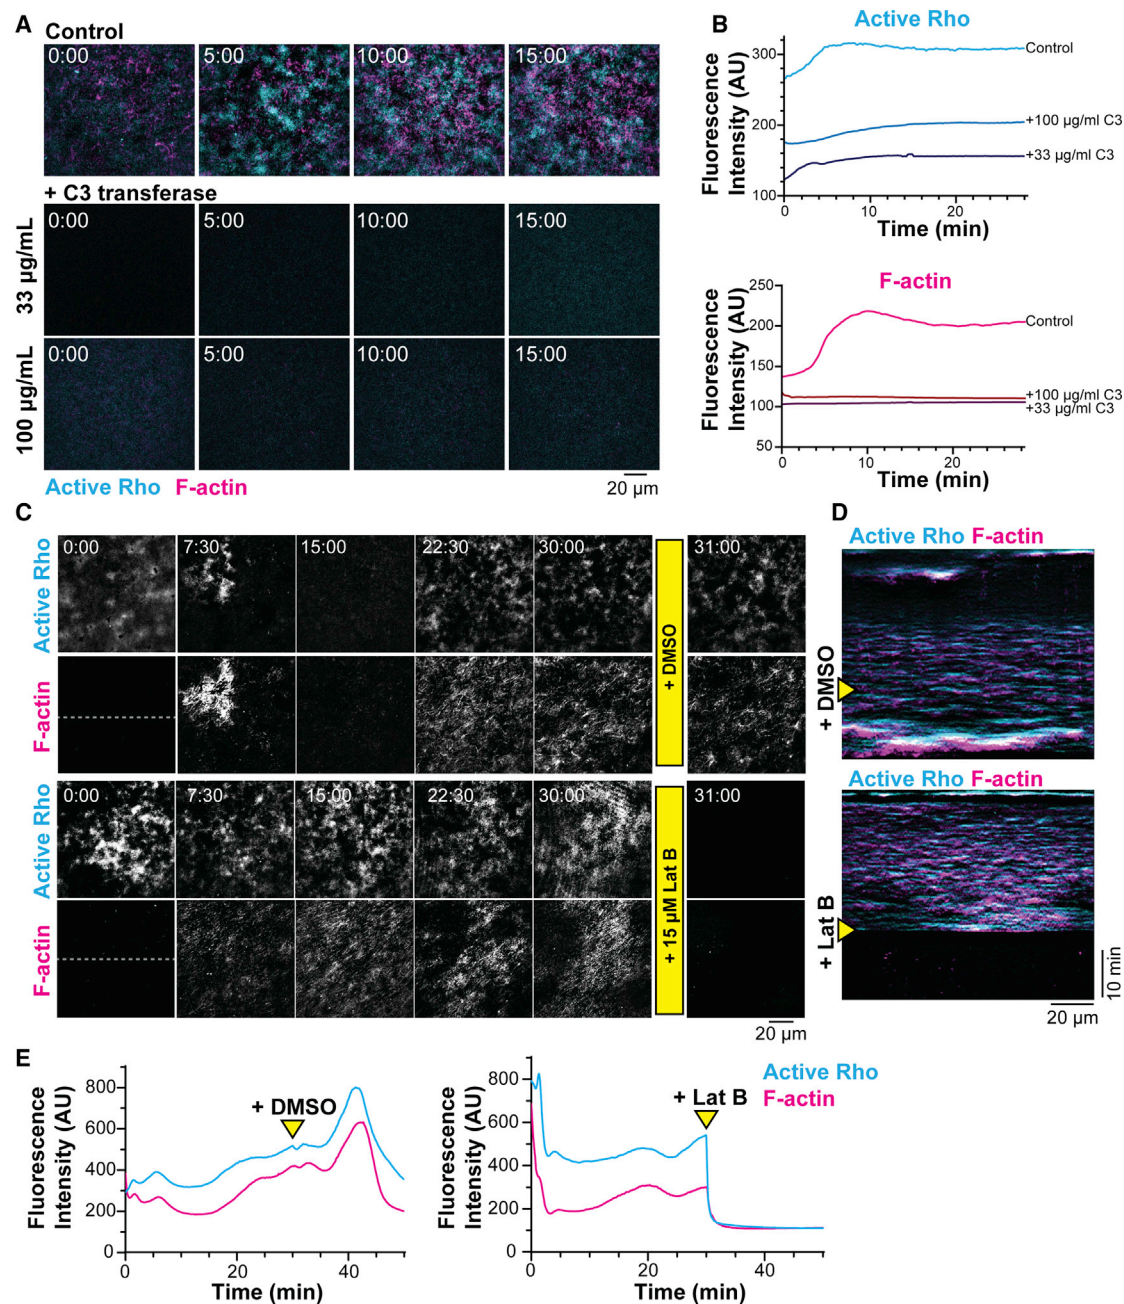 A
Control
0:00 5:00 10:00 15:00
+ C3 transferase
33 µg/mL
0:00 5:00 10:00 15:00
100 µg/mL
0:00 5:00 10:00 15:00
Active Rho F-actin
20 µm
B
Active Rho
Fluorescence
Intensity (AU)
300
200
100
Control
+100 µg/ml C3
+33 µg/ml C3
0 10 20
Time (min)
F-actin
Fluorescence
Intensity (AU)
250
200
150
100
50
Control
+100 µg/ml C3
+33 µg/ml C3
0 10 20
Time (min)
C
Active Rho
0:00 7:30 15:00 22:30 30:00 31:00
F-actin
+ DMSO
Active Rho
0:00 7:30 15:00 22:30 30:00 31:00
F-actin
+ 15 µM Lat B
20 µm
D
Active Rho F-actin
+ DMSO
Active Rho F-actin
+ Lat B
10 min
20 µm
E
Fluorescence
Intensity (AU)
800
600
400
200
0
+ DMSO
0 20 40
Time (min)
Fluorescence
Intensity (AU)
800
600
400
200
0
+ Lat B
Active Rho
F-actin
0 20 40
Time (min)